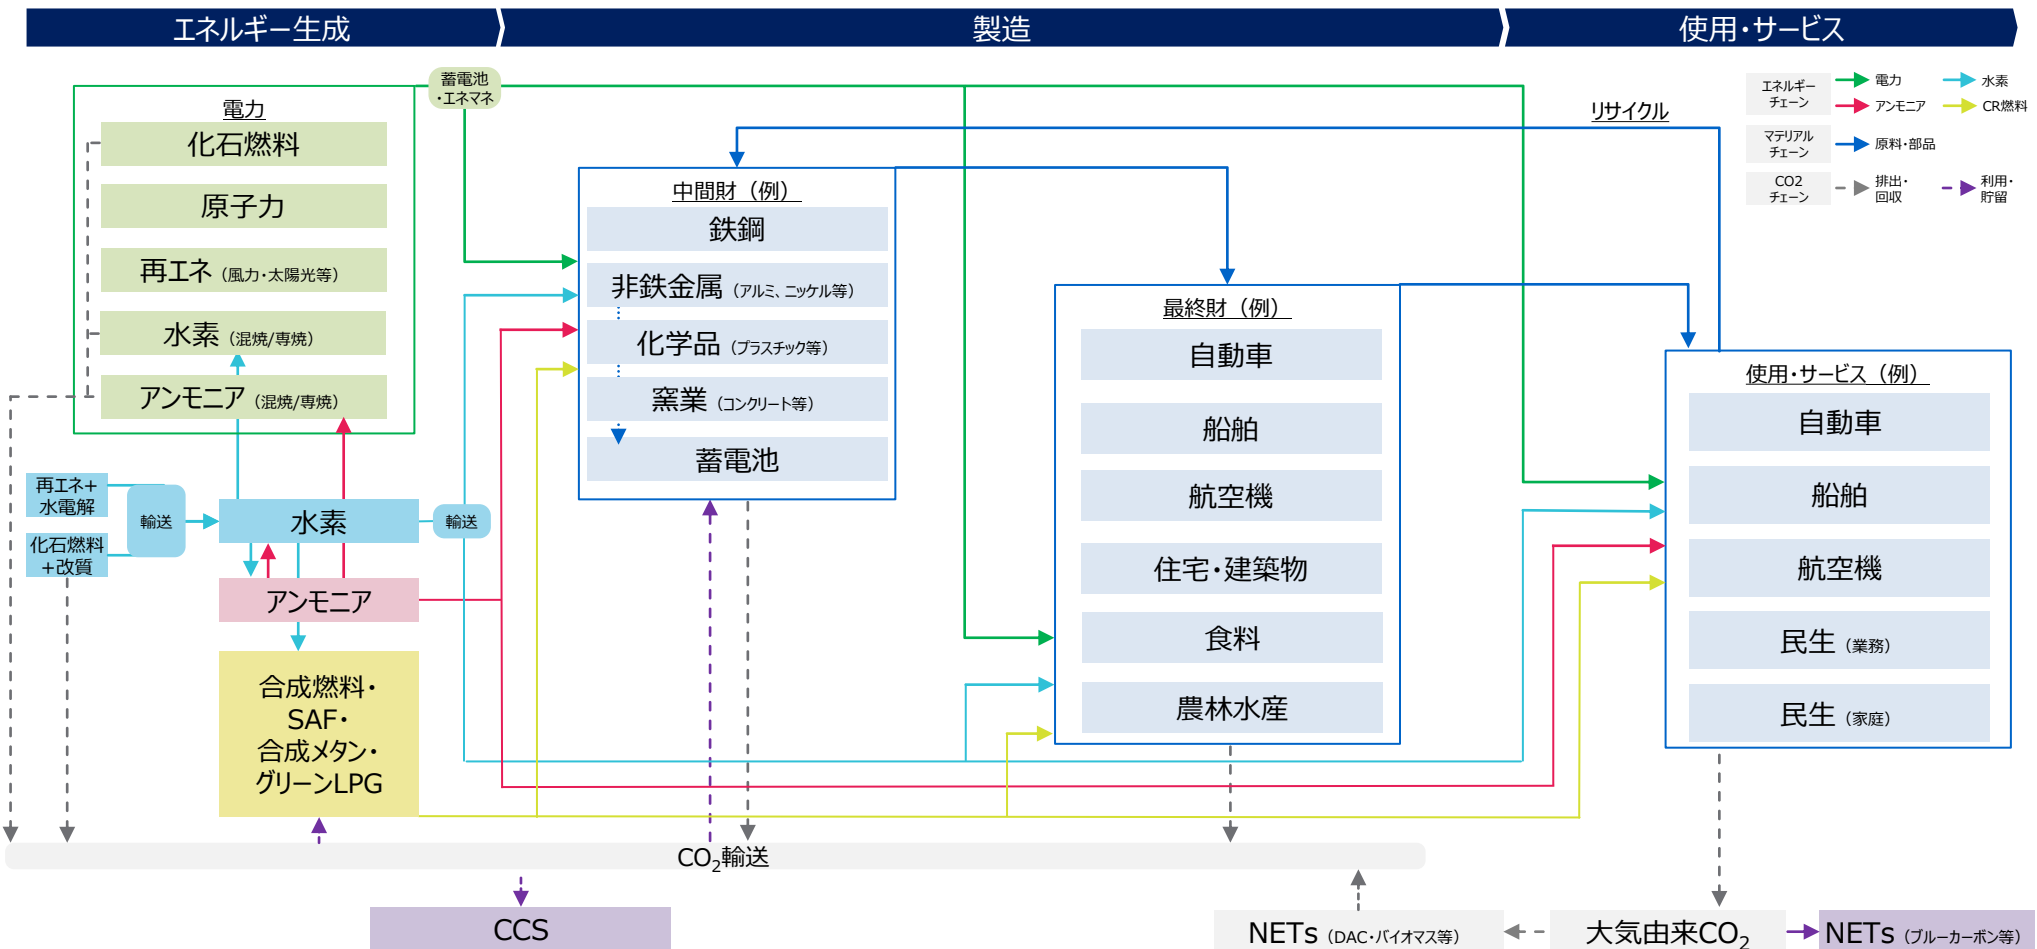 エネルギー生成
製造
使用・サービス
蓄電池
・エネマネ
エネルギー
チェーン
電力
水素
アンモニア
CR燃料
マテリアル
チェーン
原料・部品
CO2
チェーン
排出・
回収
利用・
貯留
リサイクル
電力
化石燃料
原子力
再エネ（風力・太陽光等）
水素（混焼/専焼）
アンモニア（混焼/専焼）
再エネ+
水電解
化石燃料
+改質
輸送
水素
輸送
アンモニア
合成燃料・
SAF・
合成メタン・
グリーンLPG
中間財（例）
鉄鋼
非鉄金属（アルミ、ニッケル等）
化学品（プラスチック等）
窯業（コンクリート等）
蓄電池
最終財（例）
自動車
船舶
航空機
住宅・建築物
食料
農林水産
使用・サービス（例）
自動車
船舶
航空機
民生（業務）
民生（家庭）
CO₂輸送
CCS
NETs（DAC・バイオマス等）
大気由来CO₂
NETs（ブルーカーボン等）